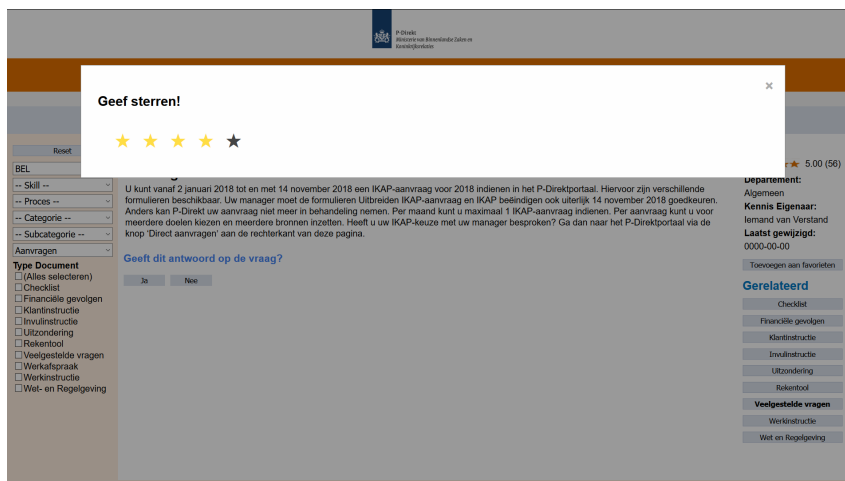 P-Direkt
Ministerie van Binnenlandse Zaken en
Koninkrijksrelaties
×
Geef sterren!
Reset
BEL
-- Skill --
-- Proces --
-- Categorie --
-- Subcategorie --
Aanvragen
Type Document
(Alles selecteren)
Checklist
Financiële gevolgen
Klantinstructie
Invulinstructie
Uitzondering
Rekentool
Veelgestelde vragen
Werkafspraak
Werkinstructie
Wet- en Regelgeving
U kunt vanaf 2 januari 2018 tot en met 14 november 2018 een IKAP-aanvraag voor 2018 indienen in het P-Direktportaal. Hiervoor zijn verschillende
formulieren beschikbaar. Uw manager moet de formulieren Uitbreiden IKAP-aanvraag en IKAP beëindigen ook uiterlijk 14 november 2018 goedkeuren.
Anders kan P-Direkt uw aanvraag niet meer in behandeling nemen. Per maand kunt u maximaal 1 IKAP-aanvraag indienen. Per aanvraag kunt u voor
meerdere doelen kiezen en meerdere bronnen inzetten. Heeft u uw IKAP-keuze met uw manager besproken? Ga dan naar het P-Direktportaal via de
knop 'Direct aanvragen' aan de rechterkant van deze pagina.
Geeft dit antwoord op de vraag?
Ja Nee
5.00 (56)
Departement:
Algemeen
Kennis Eigenaar:
Iemand van Verstand
Laatst gewijzigd:
0000-00-00
Toevoegen aan favorieten
Gerelateerd
Checklist
Financiële gevolgen
Klantinstructie
Invulinstructie
Uitzondering
Rekentool
Veelgestelde vragen
Werkinstructie
Wet en Regelgeving